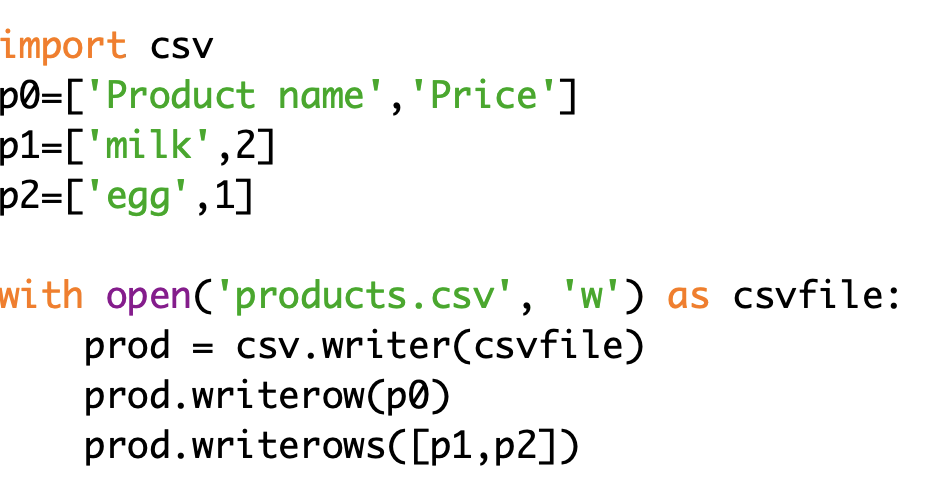 import csv
p0=['Product name','Price']
p1=['milk',2]
p2=['egg',1]
with open('products.csv', 'w') as csvfile:
    prod = csv.writer(csvfile)
    prod.writerow(p0)
    prod.writerows([p1,p2])